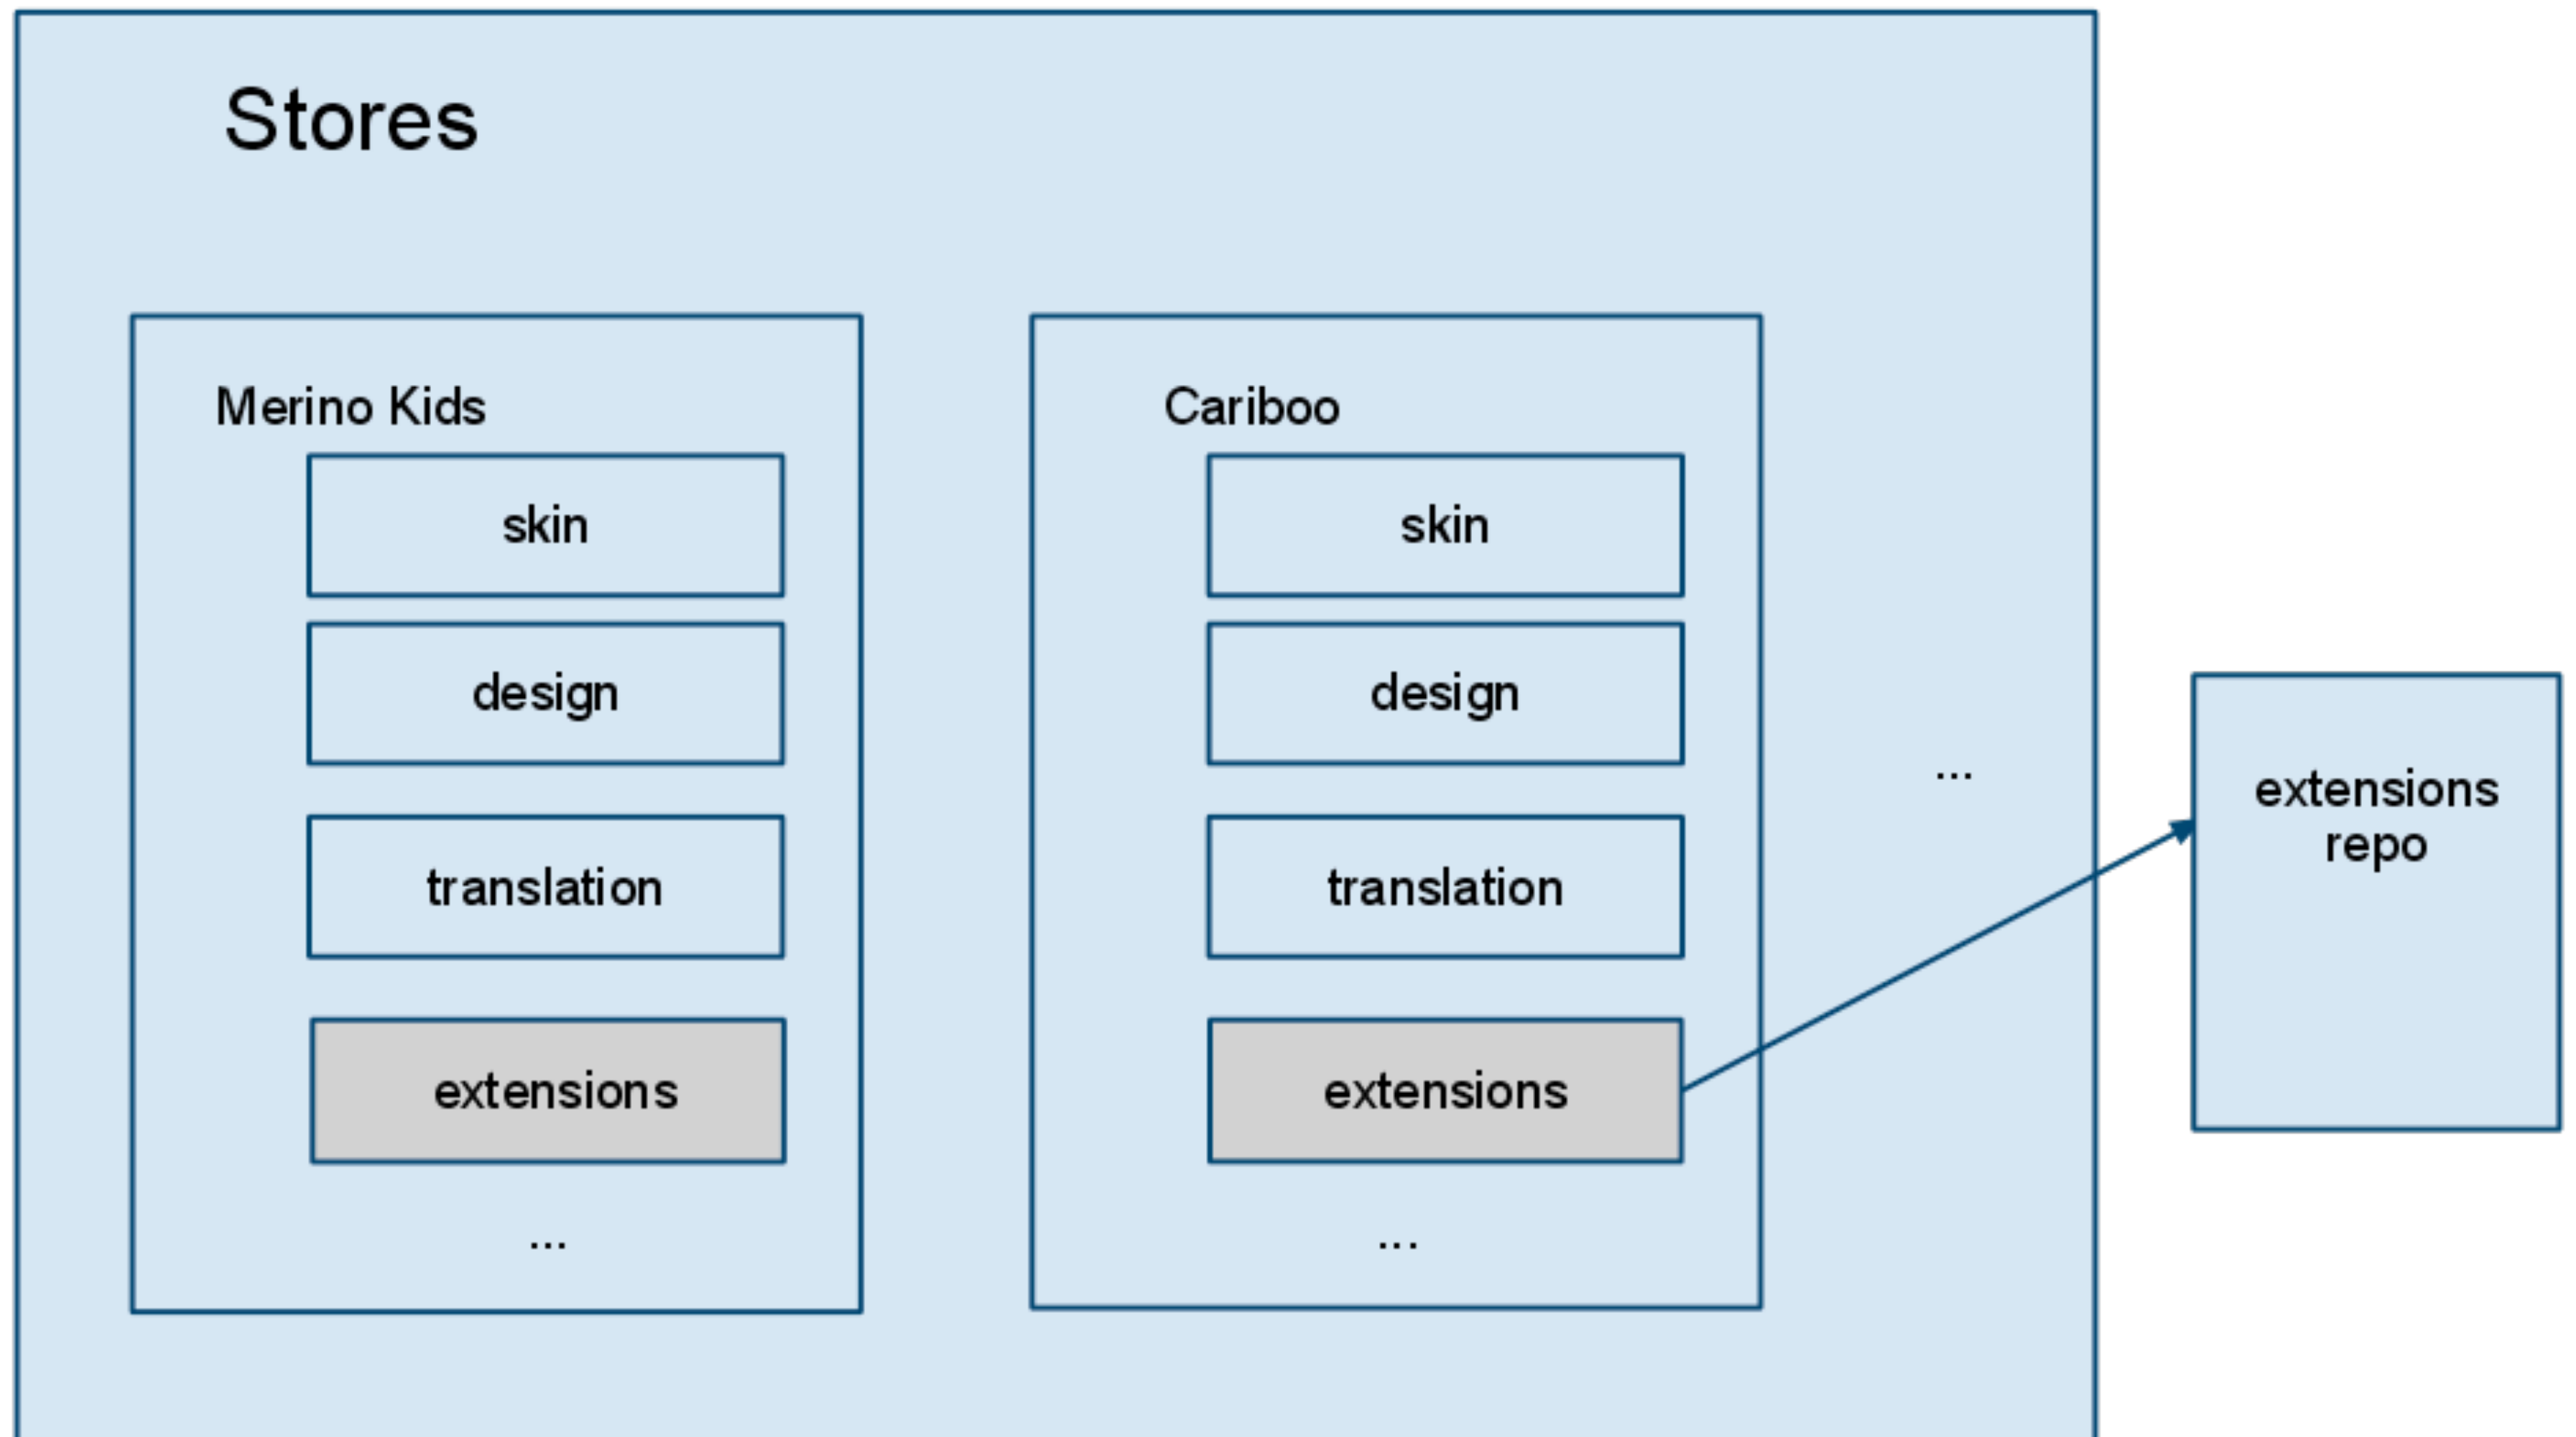 Stores
Merino Kids
skin
design
translation
extensions
...
Cariboo
skin
design
translation
extensions
...
...
extensions
repo